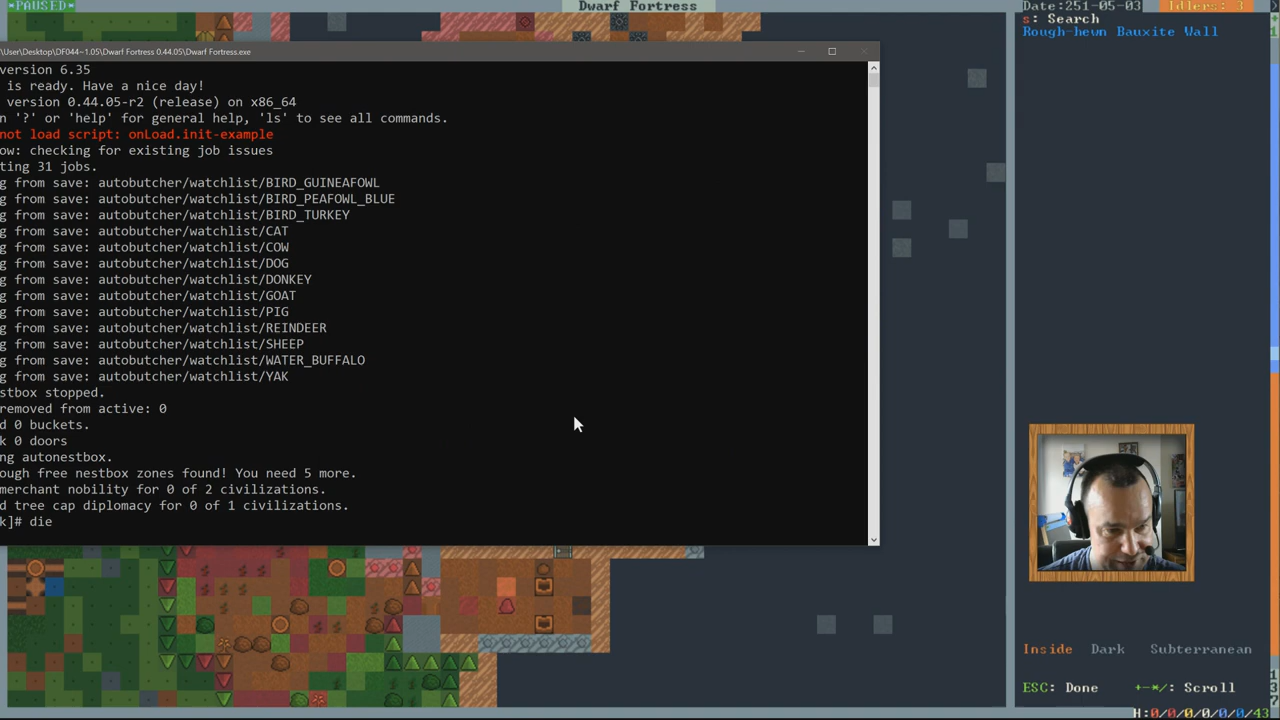 *PAUSED*
Dwarf Fortress
Date:251-05-03
Idlers: 3
s: Search
Rough-hewn Bauxite Wall
User\Desktop\DF044~1.05\Dwarf Fortress 0.44.05\Dwarf Fortress.exe
version 6.35
is ready. Have a nice day!
version 0.44.05-r2 (release) on x86_64
n '?' or 'help' for general help, 'ls' to see all commands.
not load script: onLoad.init-example
ow: checking for existing job issues
ting 31 jobs.
g from save: autobutcher/watchlist/BIRD_GUINEAFOWL
g from save: autobutcher/watchlist/BIRD_PEAFOWL_BLUE
g from save: autobutcher/watchlist/BIRD_TURKEY
g from save: autobutcher/watchlist/CAT
g from save: autobutcher/watchlist/COW
g from save: autobutcher/watchlist/DOG
g from save: autobutcher/watchlist/DONKEY
g from save: autobutcher/watchlist/GOAT
g from save: autobutcher/watchlist/PIG
g from save: autobutcher/watchlist/REINDEER
g from save: autobutcher/watchlist/SHEEP
g from save: autobutcher/watchlist/WATER_BUFFALO
g from save: autobutcher/watchlist/YAK
stbox stopped.
removed from active: 0
d 0 buckets.
k 0 doors
ng autonestbox.
ough free nestbox zones found! You need 5 more.
merchant nobility for 0 of 2 civilizations.
d tree cap diplomacy for 0 of 1 civilizations.
k]# die
Inside Dark Subterranean
ESC: Done +-*/: Scroll
H:0/0/0/0/0/0/43